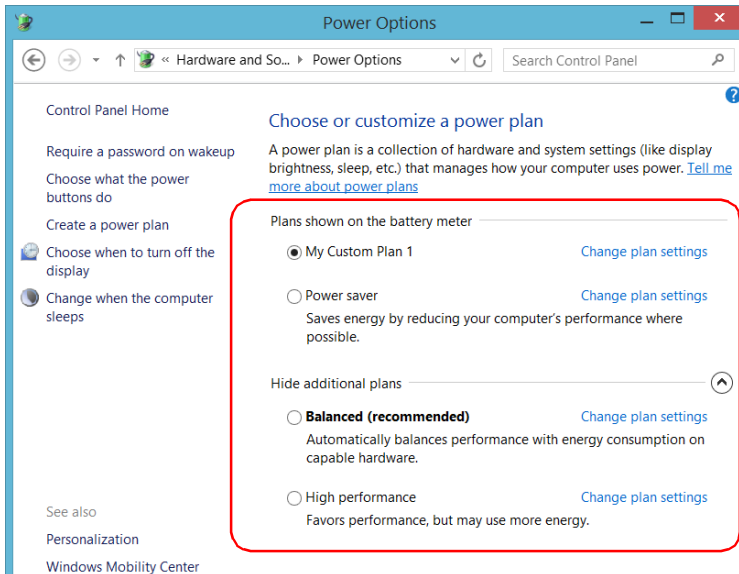 Power Options
« Hardware and So... Power Options
Search Control Panel
Control Panel Home
Require a password on wakeup
Choose what the power
buttons do
Create a power plan
Choose when to turn off the
display
Change when the computer
sleeps
See also
Personalization
Windows Mobility Center
Choose or customize a power plan
A power plan is a collection of hardware and system settings (like display
brightness, sleep, etc.) that manages how your computer uses power. Tell me
more about power plans
Plans shown on the battery meter
My Custom Plan 1 Change plan settings
Power saver Change plan settings
Saves energy by reducing your computer's performance where
possible.
Hide additional plans
Balanced (recommended) Change plan settings
Automatically balances performance with energy consumption on
capable hardware.
High performance Change plan settings
Favors performance, but may use more energy.